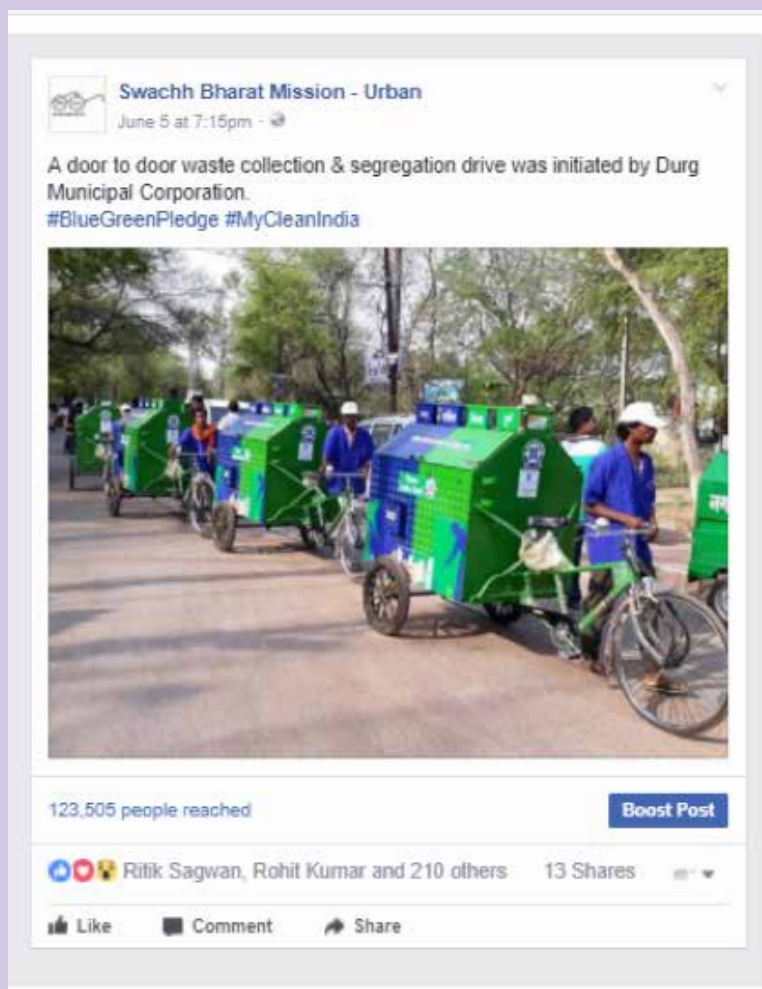 Swachh Bharat Mission - Urban
June 5 at 7:15pm ·
A door to door waste collection & segregation drive was initiated by Durg
Municipal Corporation.
#BlueGreenPledge #MyCleanIndia
123,505 people reached
Boost Post
Ritik Sagwan, Rohit Kumar and 210 others
13 Shares
Like
Comment
Share